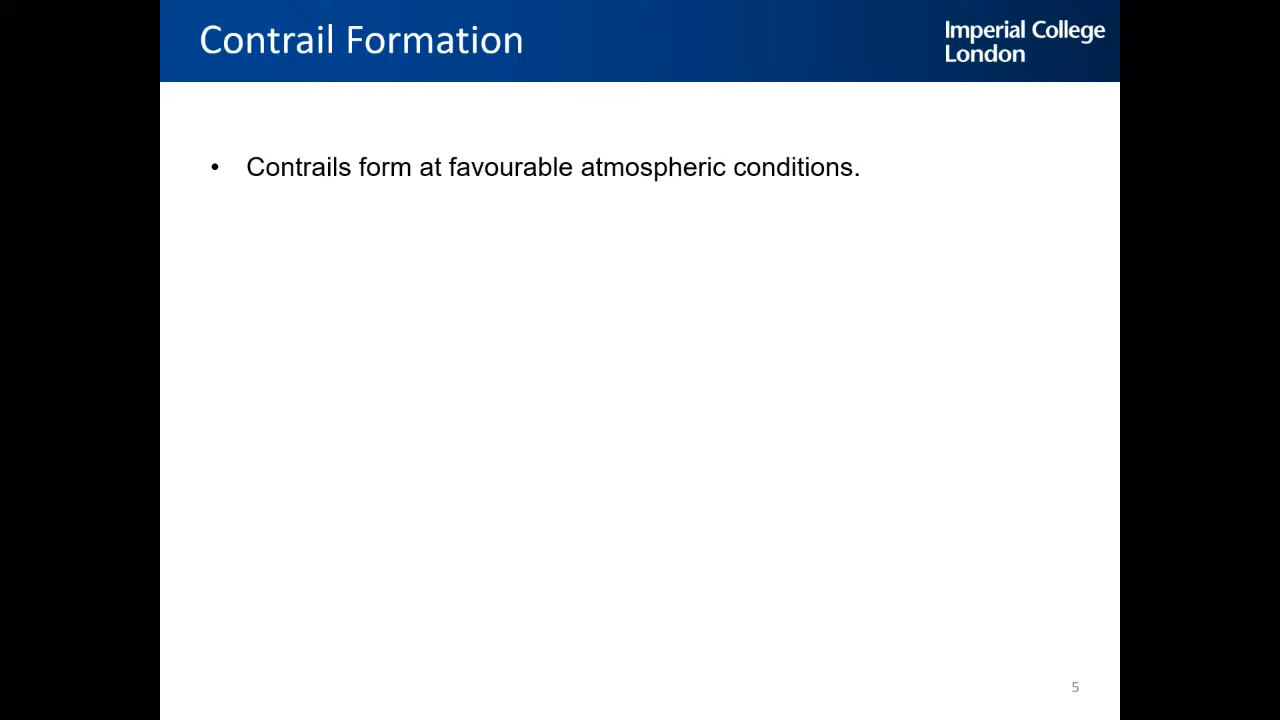 Contrail Formation
Imperial College
London
• Contrails form at favourable atmospheric conditions.
5